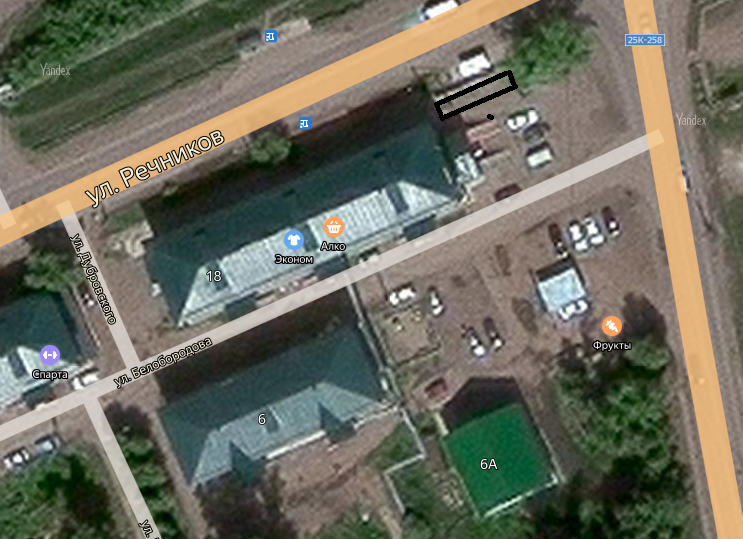 25К-258
Yandex
Yandex
ул. Речников
Алко
Эконом
18
ул. Дубровского
Фрукты
Спарта
ул. Белобородова
6
6А
ул.